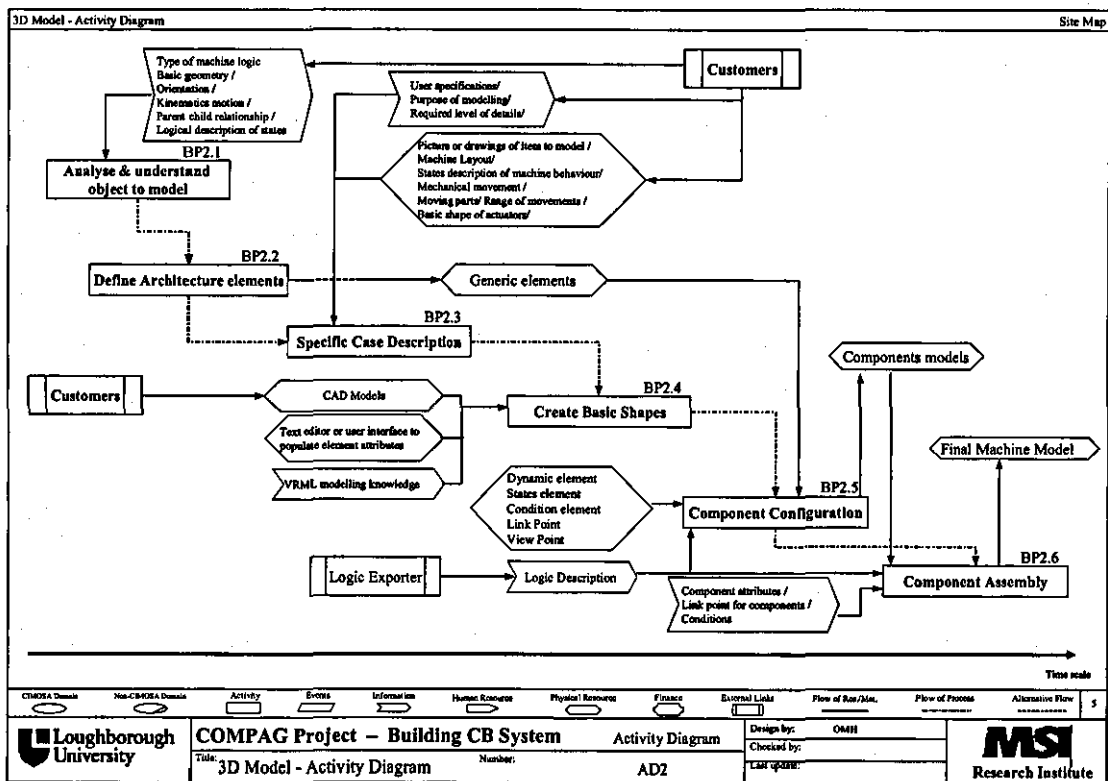 3D Model - Activity Diagram
Site Map
Type of machine logic
Basic geometry /
Orientation /
Kinematics motion /
Parent child relationship /
Logical description of states
Customers
User specifications/
Purpose of modelling/
Required level of details/
Picture or drawings of item to model /
Machine Layout/
States description of machine behaviour/
Mechanical movement /
Moving parts/ Range of movements /
Basic shape of actuators/
BP2.1
Analyse & understand
object to model
BP2.2
Define Architecture elements
Generic elements
BP2.3
Specific Case Description
Components models
Customers
CAD Models
BP2.4
Create Basic Shapes
Text editor or user interface to
populate element attributes
VRML modelling knowledge
Final Machine Model
Dynamic element
States element
Condition element
Link Point
View Point
BP2.5
Component Configuration
BP2.6
Component Assembly
Logic Exporter
Logic Description
Component attributes /
Link point for components /
Conditions
Time scale
CIMOSA Domain
Non-CIMOSA Domain
Activity
Events
Information
Human Resource
Physical Resource
Finance
External Links
Flow of Res./Mat.
Flow of Process
Alternative Flow
5
Loughborough
University
COMPAG Project – Building CB System
Activity Diagram
Title:
3D Model - Activity Diagram
Number:
AD2
Design by:
OMH
Checked by:
Last update:
MSI
Research Institute